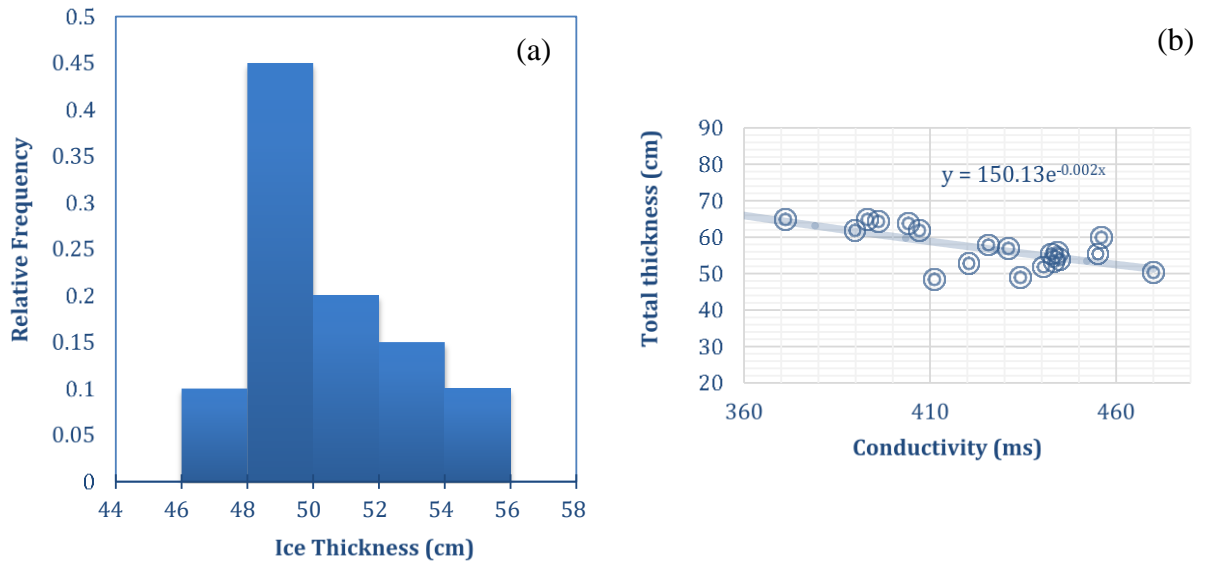 (a)
Relative Frequency
0.5
0.45
0.4
0.35
0.3
0.25
0.2
0.15
0.1
0.05
0
44 46 48 50 52 54 56 58
Ice Thickness (cm)
(b)
Total thickness (cm)
90
80
70
60
50
40
30
20
y = 150.13e^-0.002x
360 410 460
Conductivity (ms)